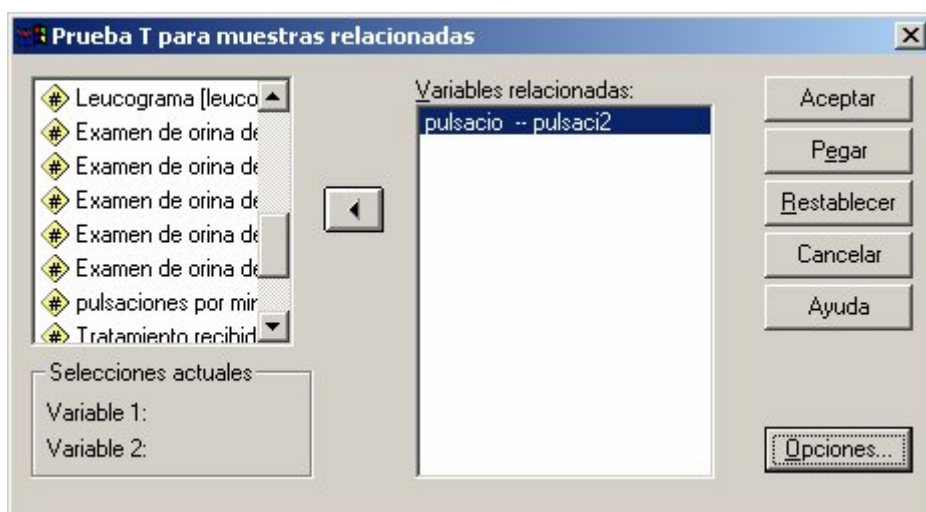 Prueba T para muestras relacionadas
Leucograma [leuco
Examen de orina de
Examen de orina de
Examen de orina de
Examen de orina de
Examen de orina de
pulsaciones por mir
Tratamiento recibid
Selecciones actuales
Variable 1:
Variable 2:
Variables relacionadas:
pulsacio -- pulsaci2
Aceptar
Pegar
Restablecer
Cancelar
Ayuda
Opciones...